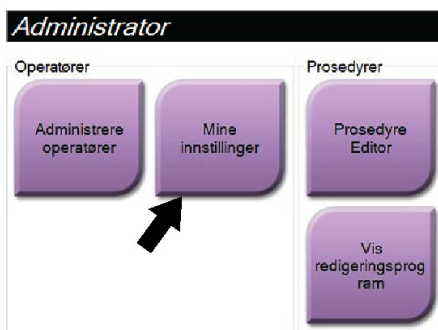 Administrator
Operatører
Administrere
operatører
Mine
innstillinger
Prosedyrer
Prosedyre
Editor
Vis
redigeringsprog
ram